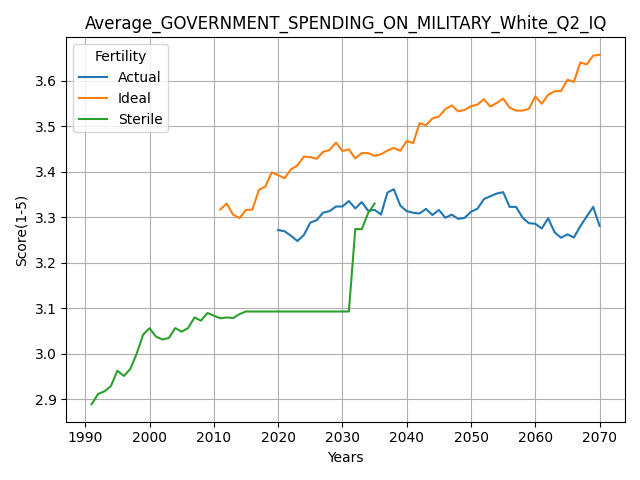 Average_GOVERNMENT_SPENDING_ON_MILITARY_White_Q2_IQ
Fertility
Actual
Ideal
Sterile
Score(1-5)
3.6
3.5
3.4
3.3
3.2
3.1
3.0
2.9
1990 2000 2010 2020 2030 2040 2050 2060 2070
Years